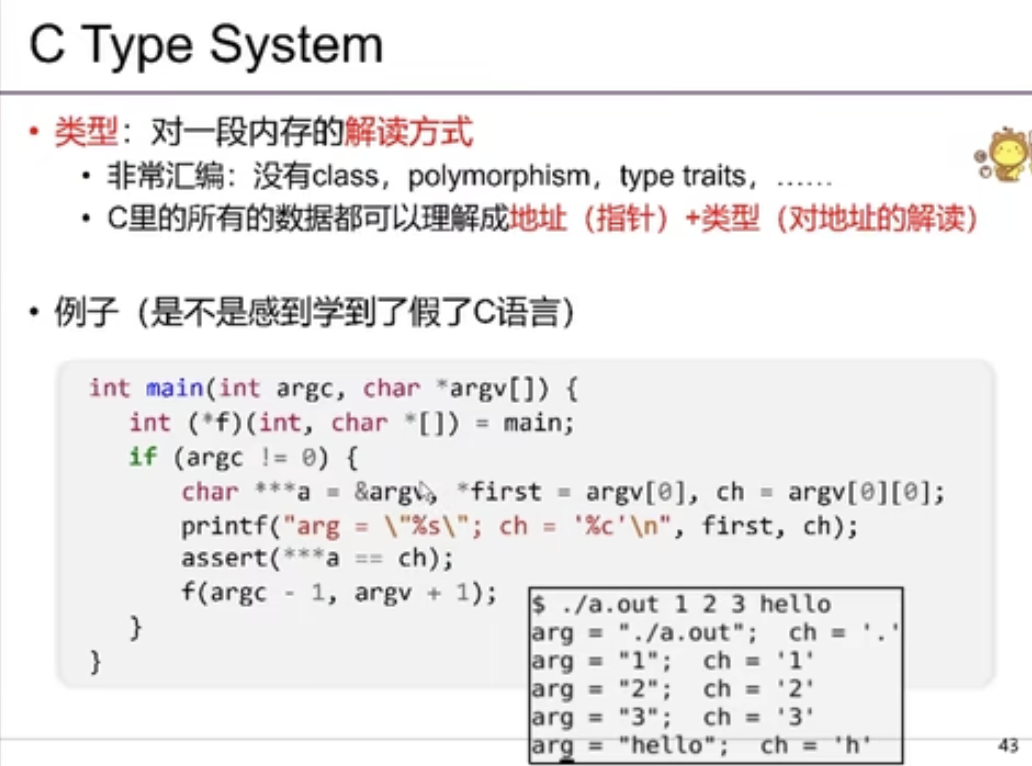 C Type System
• 类型：对一段内存的解读方式
• 非常汇编：没有class，polymorphism，type traits，……
• C里的所有的数据都可以理解成地址（指针）+类型（对地址的解读）
• 例子（是不是感到学到了假了C语言）
int main(int argc, char *argv[]) {
int (*f)(int, char *[]) = main;
if (argc != 0) {
char ***a = &argv, *first = argv[0], ch = argv[0][0];
printf("arg = \"%s\"; ch = '%c'\n", first, ch);
assert(***a == ch);
f(argc - 1, argv + 1);
}
}
$ ./a.out 1 2 3 hello
arg = "./a.out"; ch = '.'
arg = "1"; ch = '1'
arg = "2"; ch = '2'
arg = "3"; ch = '3'
arg = "hello"; ch = 'h'
43